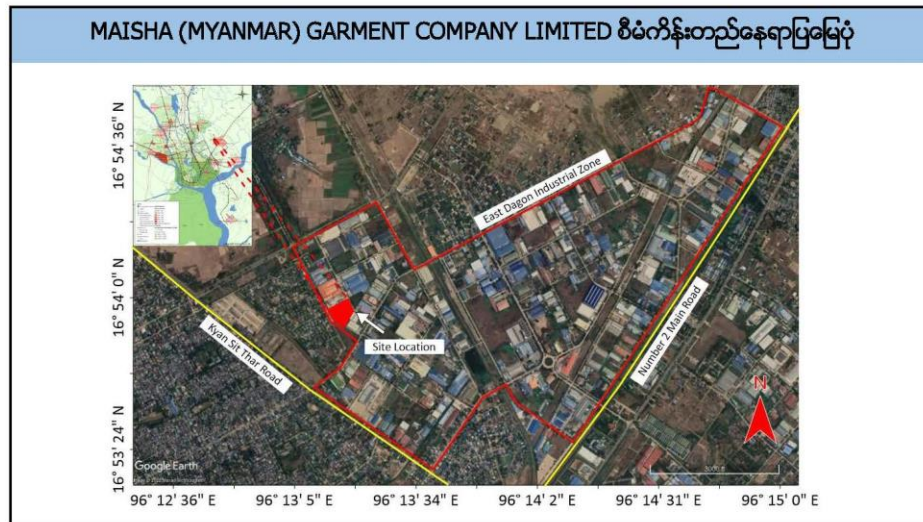 MAISHA (MYANMAR) GARMENT COMPANY LIMITED စီမံကိန်းတည်နေရာပြမြေပုံ
16° 54' 36" N
16° 54' 0" N
16° 53' 24" N
East Dagon Industrial Zone
Number 2 Main Road
Kyan Sit Thar Road
Site Location
N
Google Earth
96° 12' 36" E
96° 13' 5" E
96° 13' 34" E
96° 14' 2" E
96° 14' 31" E
96° 15' 0" E